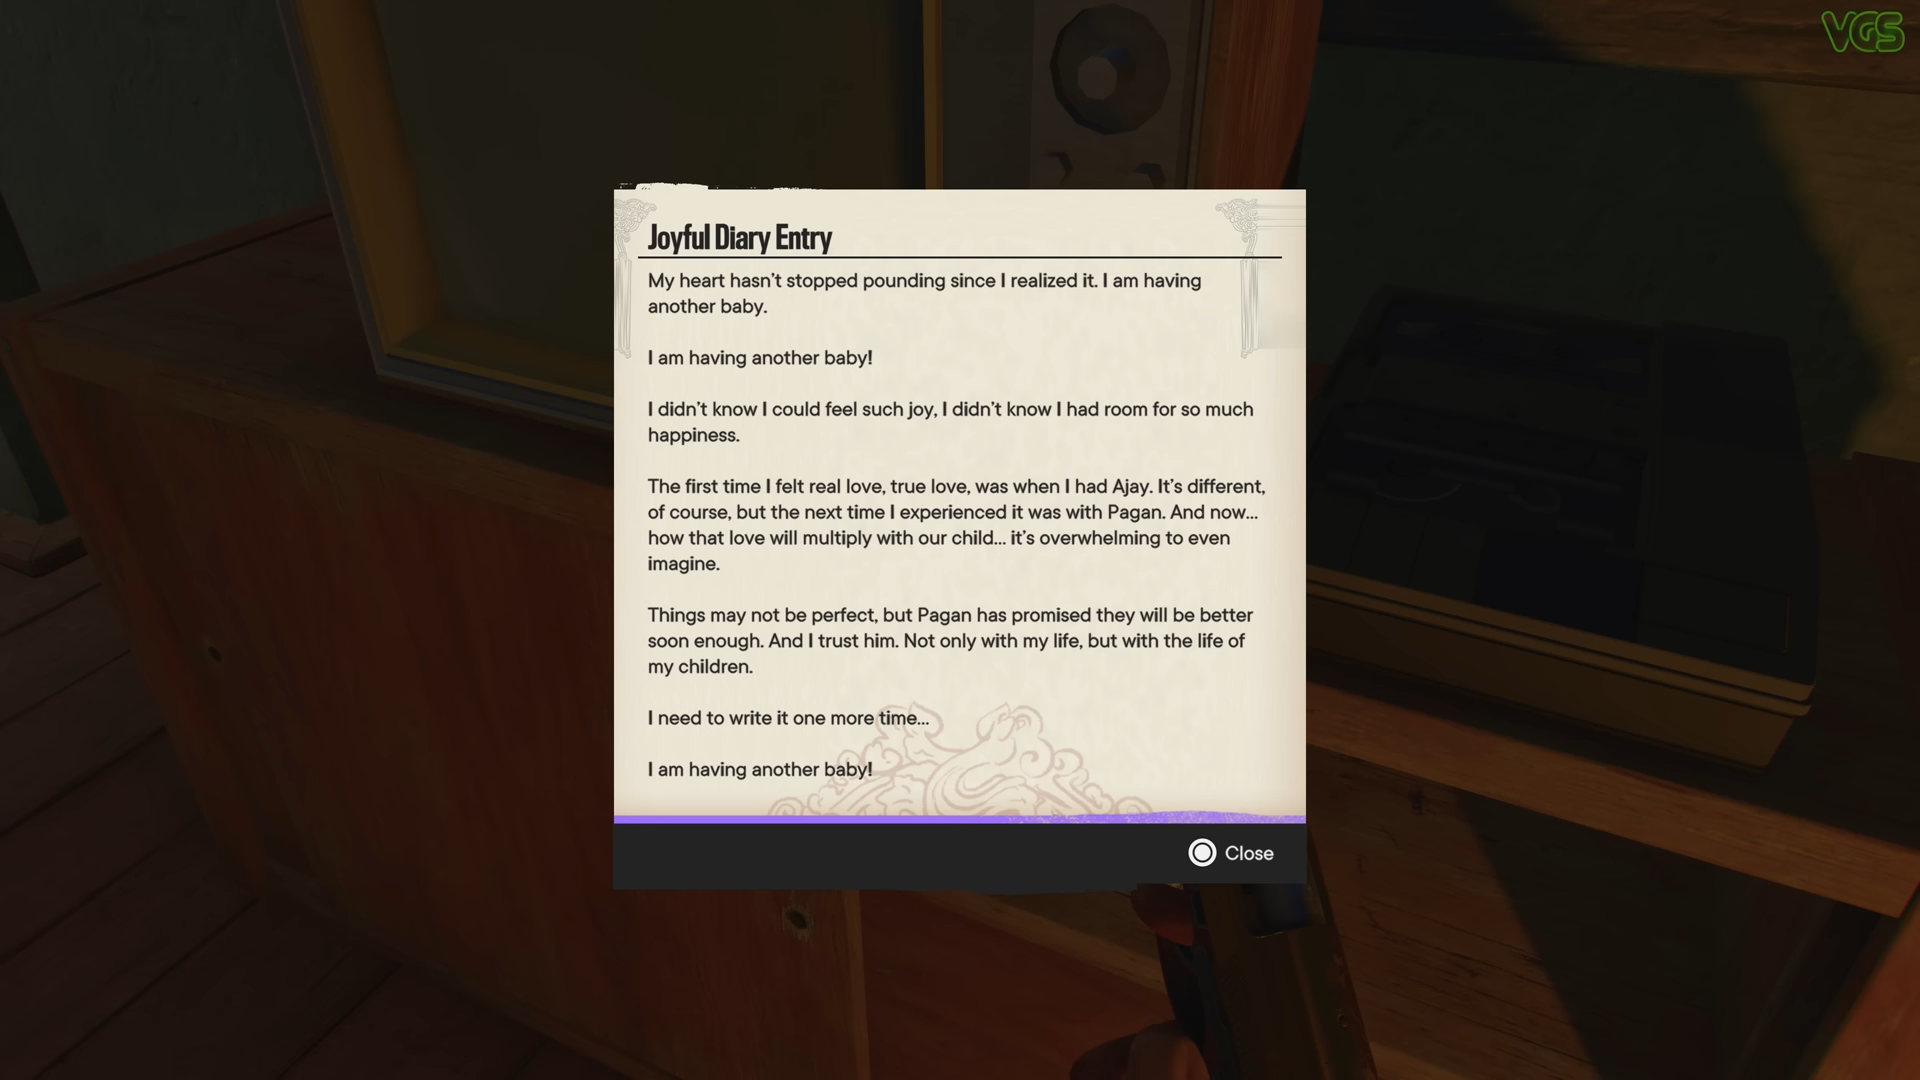 VGS
Joyful Diary Entry
My heart hasn't stopped pounding since I realized it. I am having
another baby.
I am having another baby!
I didn't know I could feel such joy, I didn't know I had room for so much
happiness.
The first time I felt real love, true love, was when I had Ajay. It's different,
of course, but the next time I experienced it was with Pagan. And now...
how that love will multiply with our child... it's overwhelming to even
imagine.
Things may not be perfect, but Pagan has promised they will be better
soon enough. And I trust him. Not only with my life, but with the life of
my children.
I need to write it one more time...
I am having another baby!
Close